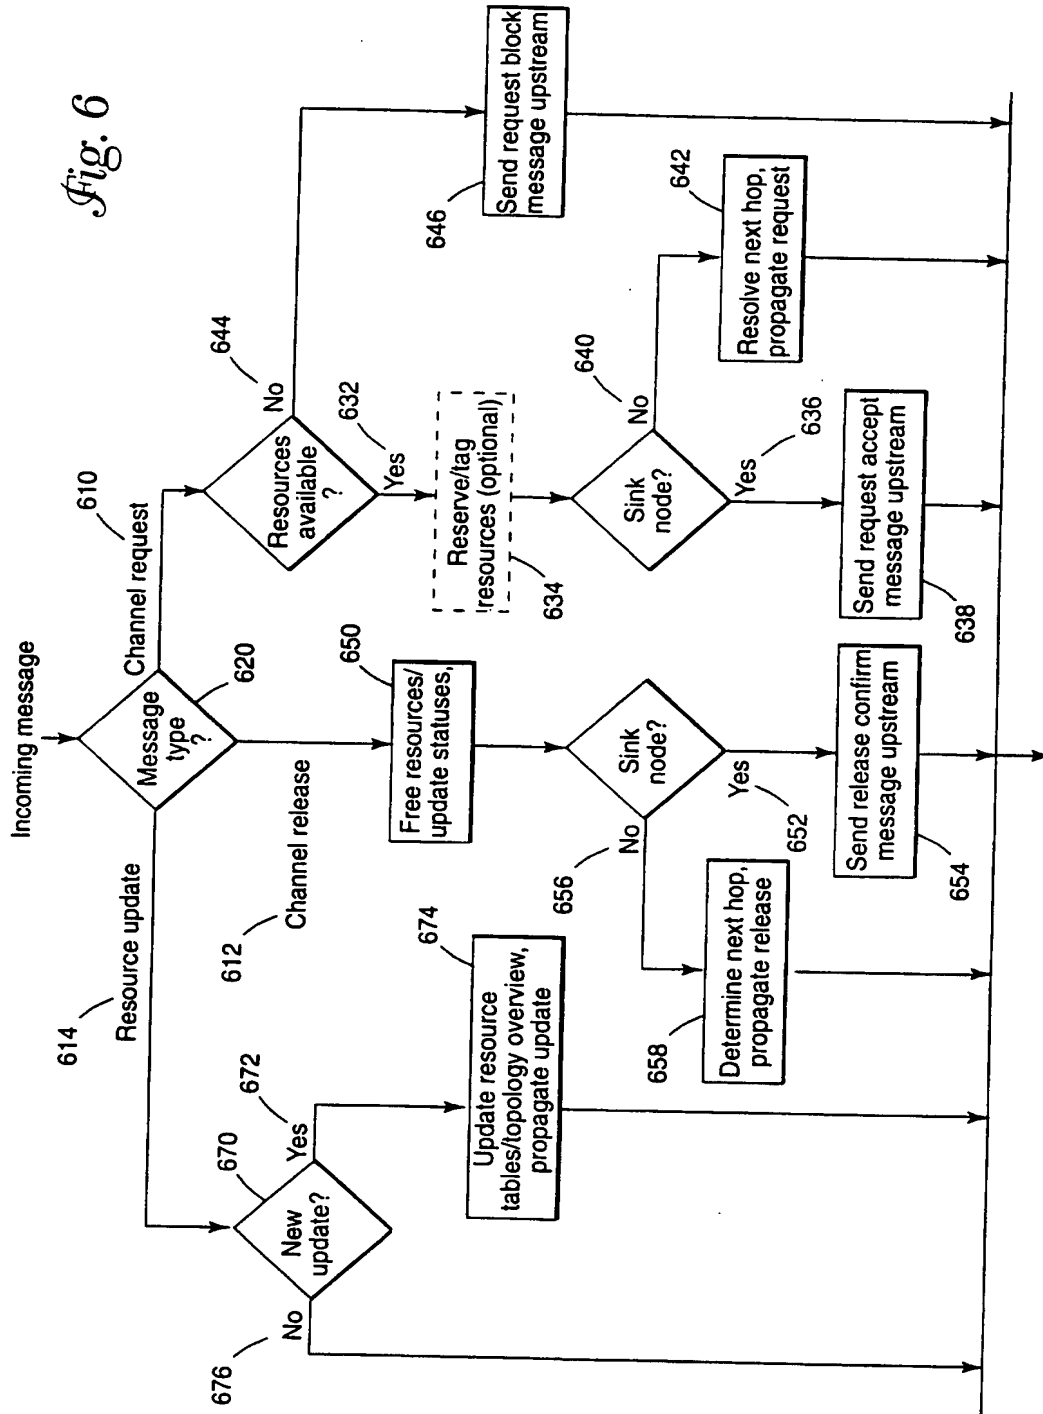 Fig. 6
Incoming message
Message
type
?
620
Channel request
610
Resource update
614
Channel release
612
Resources
available
?
No
644
Yes
632
Send request block
message upstream
646
Reserve/tag
resources (optional)
634
Sink
node?
No
640
Yes
636
Resolve next hop,
propagate request
642
Send request accept
message upstream
638
Free resources/
update statuses,
650
Sink
node?
No
656
Yes
652
Determine next hop,
propagate release
658
Send release confirm
message upstream
654
New
update?
670
Yes
672
No
676
Update resource
tables/topology overview,
propagate update
674